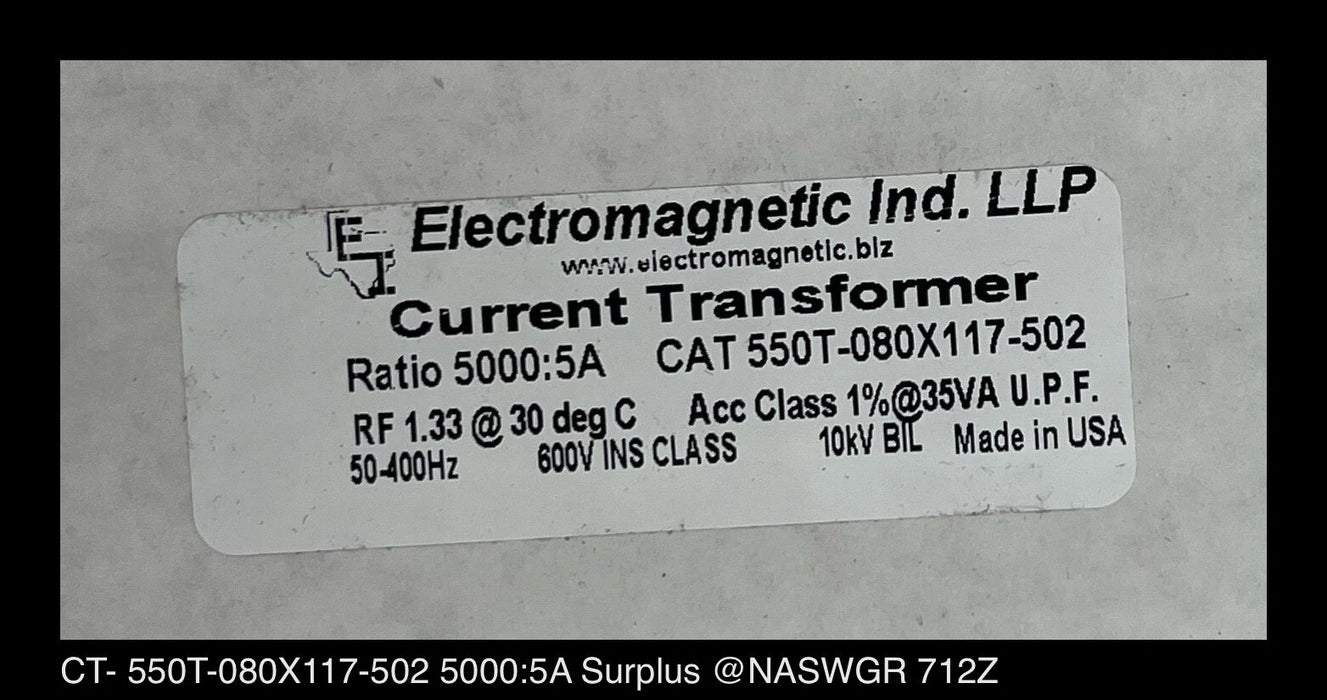 Electromagnetic Ind. LLP
www.electromagnetic.biz
Current Transformer
Ratio 5000:5A CAT 550T-080X117-502
RF 1.33 @ 30 deg C Acc Class 1%@35VA U.P.F.
50-400Hz 600V INS CLASS 10kV BIL Made in USA
CT- 550T-080X117-502 5000:5A Surplus @NASWGR 712Z